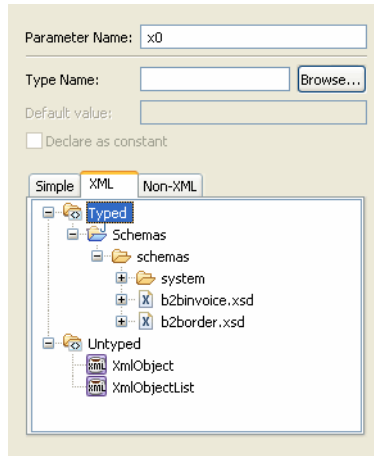 Parameter Name: x0
Type Name: Browse...
Default value:
Declare as constant
Simple XML Non-XML
Typed
Schemas
schemas
system
b2binvoice.xsd
b2border.xsd
Untyped
XmlObject
XmlObjectList